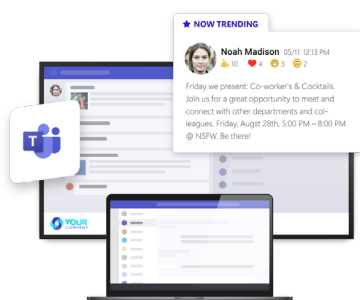 NOW TRENDING
Noah Madison 05/11 12:13 PM
10 4 3 2
Friday we present: Co-worker's & Cocktails.
Join us for a great opportunity to meet and
connect with other departments and col-
leagues. Friday, Augst 28th, 5:00 PM – 8:00 PM
@ NSFW. Be there!
T
YOUR
COMPANY